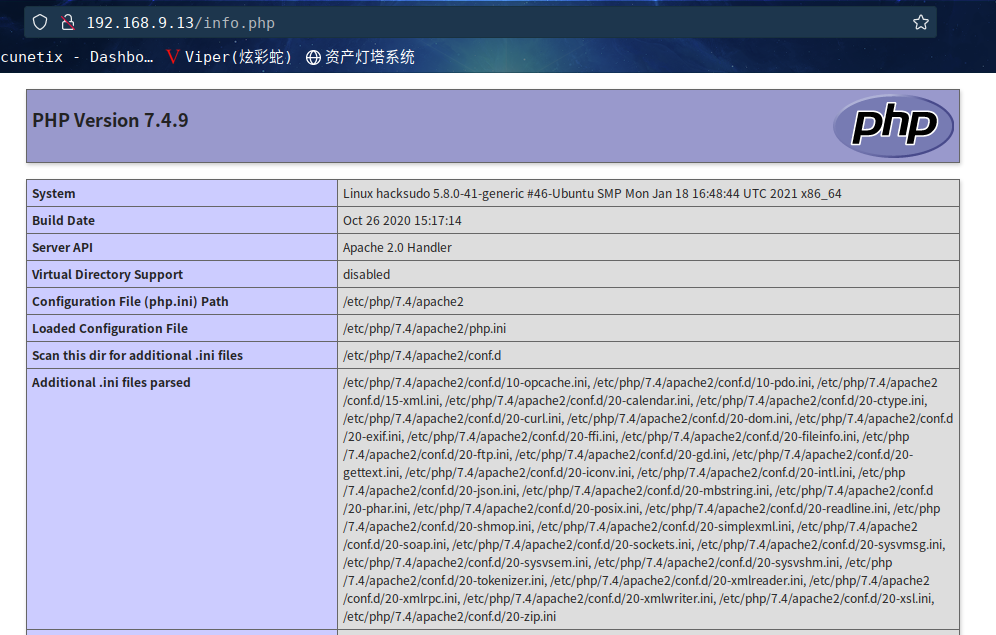 192.168.9.13/info.php
cunetix - Dashbo… Viper(炫彩蛇) 资产灯塔系统
PHP Version 7.4.9
php
System Linux hacksudo 5.8.0-41-generic #46-Ubuntu SMP Mon Jan 18 16:48:44 UTC 2021 x86_64
Build Date Oct 26 2020 15:17:14
Server API Apache 2.0 Handler
Virtual Directory Support disabled
Configuration File (php.ini) Path /etc/php/7.4/apache2
Loaded Configuration File /etc/php/7.4/apache2/php.ini
Scan this dir for additional .ini files /etc/php/7.4/apache2/conf.d
Additional .ini files parsed /etc/php/7.4/apache2/conf.d/10-opcache.ini, /etc/php/7.4/apache2/conf.d/10-pdo.ini, /etc/php/7.4/apache2
/conf.d/15-xml.ini, /etc/php/7.4/apache2/conf.d/20-calendar.ini, /etc/php/7.4/apache2/conf.d/20-ctype.ini,
/etc/php/7.4/apache2/conf.d/20-curl.ini, /etc/php/7.4/apache2/conf.d/20-dom.ini, /etc/php/7.4/apache2/conf.d
/20-exif.ini, /etc/php/7.4/apache2/conf.d/20-ffi.ini, /etc/php/7.4/apache2/conf.d/20-fileinfo.ini, /etc/php
/7.4/apache2/conf.d/20-ftp.ini, /etc/php/7.4/apache2/conf.d/20-gd.ini, /etc/php/7.4/apache2/conf.d/20-
gettext.ini, /etc/php/7.4/apache2/conf.d/20-iconv.ini, /etc/php/7.4/apache2/conf.d/20-intl.ini, /etc/php
/7.4/apache2/conf.d/20-json.ini, /etc/php/7.4/apache2/conf.d/20-mbstring.ini, /etc/php/7.4/apache2/conf.d
/20-phar.ini, /etc/php/7.4/apache2/conf.d/20-posix.ini, /etc/php/7.4/apache2/conf.d/20-readline.ini, /etc/php
/7.4/apache2/conf.d/20-shmop.ini, /etc/php/7.4/apache2/conf.d/20-simplexml.ini, /etc/php/7.4/apache2
/conf.d/20-soap.ini, /etc/php/7.4/apache2/conf.d/20-sockets.ini, /etc/php/7.4/apache2/conf.d/20-sysvmsg.ini,
/etc/php/7.4/apache2/conf.d/20-sysvsem.ini, /etc/php/7.4/apache2/conf.d/20-sysvshm.ini, /etc/php
/7.4/apache2/conf.d/20-tokenizer.ini, /etc/php/7.4/apache2/conf.d/20-xmlreader.ini, /etc/php/7.4/apache2
/conf.d/20-xmlrpc.ini, /etc/php/7.4/apache2/conf.d/20-xmlwriter.ini, /etc/php/7.4/apache2/conf.d/20-xsl.ini,
/etc/php/7.4/apache2/conf.d/20-zip.ini